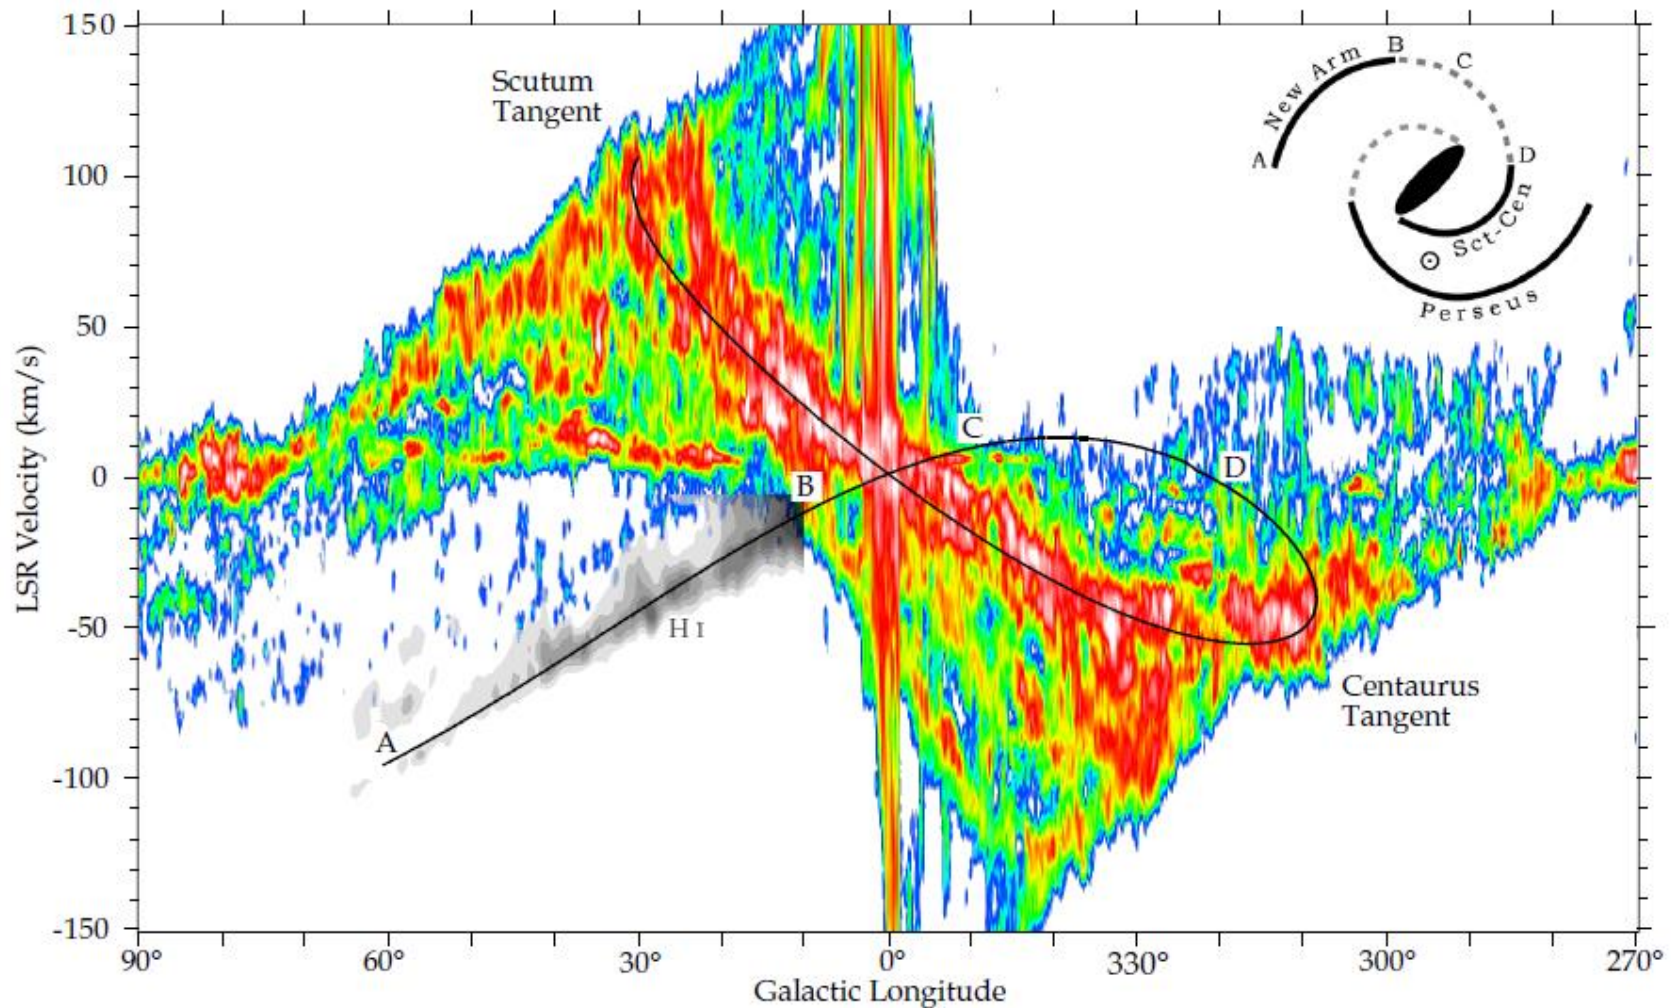 150
100
50
0
-50
-100
-150
LSR Velocity (km/s)
90°
60°
30°
0°
330°
300°
270°
Galactic Longitude
Scutum
Tangent
Centaurus
Tangent
H I
A
B
C
D
New Arm
A
B
C
D
Sct-Cen
Perseus